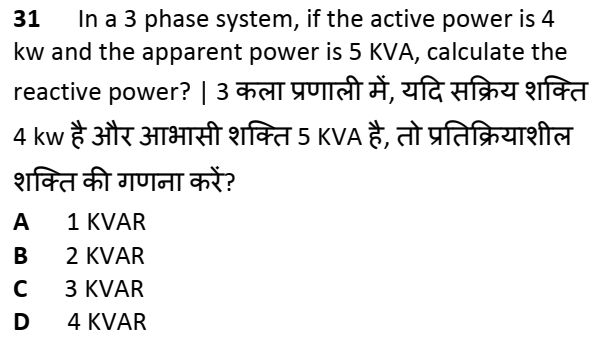 31 In a 3 phase system, if the active power is 4
kw and the apparent power is 5 KVA, calculate the
reactive power? | 3 कला प्रणाली में, यदि सक्रिय शक्ति
4 kw है और आभासी शक्ति 5 KVA है, तो प्रतिक्रियाशील
शक्ति की गणना करें?
A 1 KVAR
B 2 KVAR
C 3 KVAR
D 4 KVAR